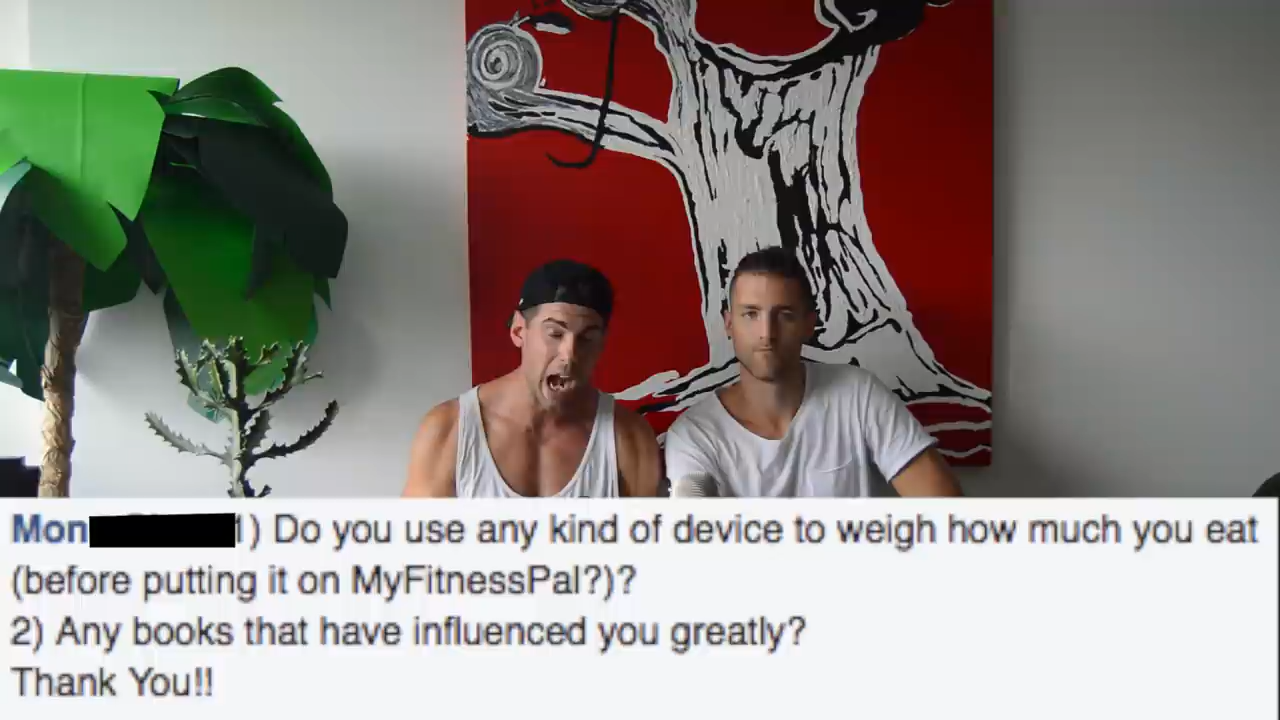 Mon 1) Do you use any kind of device to weigh how much you eat
(before putting it on MyFitnessPal?)?
2) Any books that have influenced you greatly?
Thank You!!